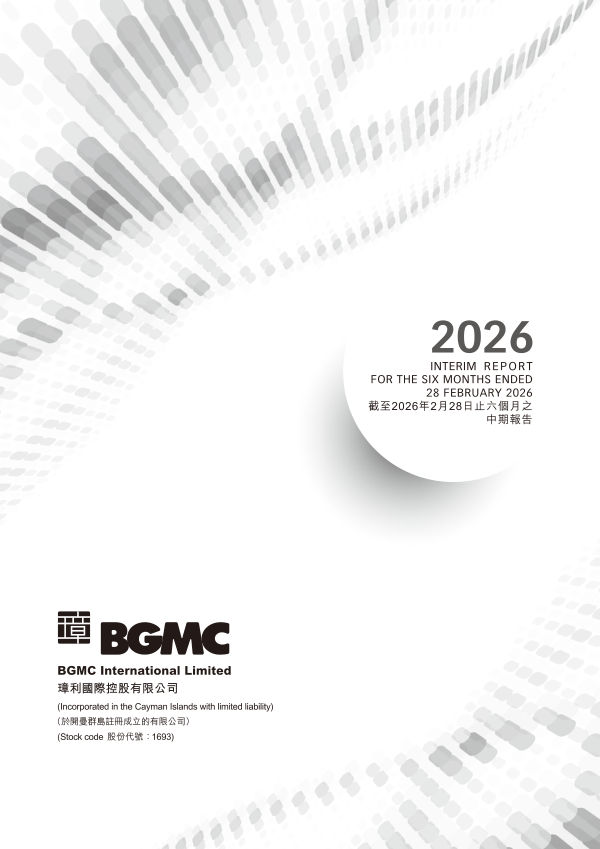 2026
INTERIM REPORT
FOR THE SIX MONTHS ENDED
28 FEBRUARY 2026
截至2026年2月28日止六個月之
中期報告
BGMC
BGMC International Limited
璋利國際控股有限公司
(Incorporated in the Cayman Islands with limited liability)
（於開曼群島註冊成立的有限公司）
(Stock code 股份代號：1693)